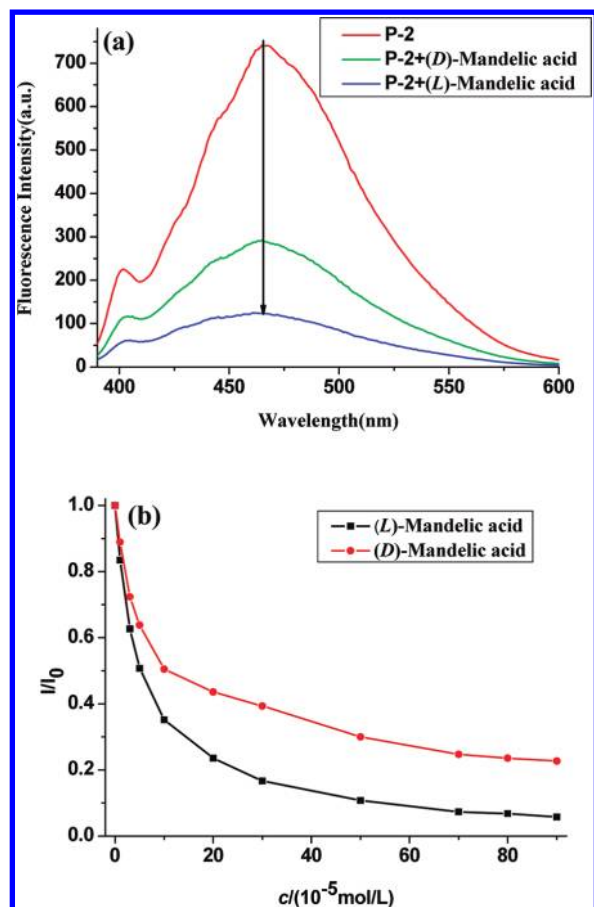 (a)
P-2
P-2+(D)-Mandelic acid
P-2+(L)-Mandelic acid
700
600
500
400
300
200
100
0
Fluorescence Intensity(a.u.)
400 450 500 550 600
Wavelength(nm)
(b)
(L)-Mandelic acid
(D)-Mandelic acid
1.0
0.8
0.6
0.4
0.2
0.0
I/I0
0 20 40 60 80
c/(10-5mol/L)